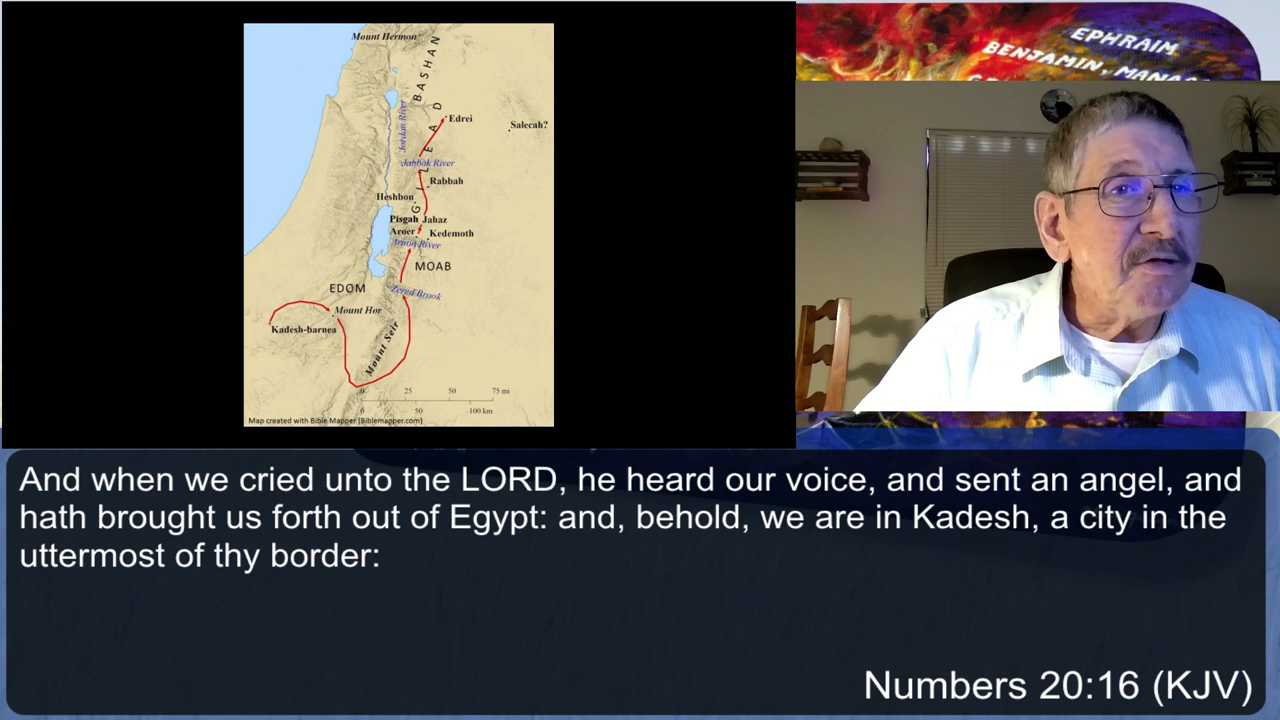 Mount Hermon
BASHAN
Jordan River
GILEAD
Edrei
Salecah?
Jabbok River
Rabbah
Heshbon
Pisgah
Jahaz
Aroer
Kedemoth
Arnon River
MOAB
EDOM
Zered Brook
Mount Hor
Kadesh-barnea
Mount Seir
0 25 50 75 mi
0 50 100 km
Map created with Bible Mapper (Biblemapper.com)
EPHRAIM
BENJAMIN,
And when we cried unto the LORD, he heard our voice, and sent an angel, and
hath brought us forth out of Egypt: and, behold, we are in Kadesh, a city in the
uttermost of thy border:
Numbers 20:16 (KJV)